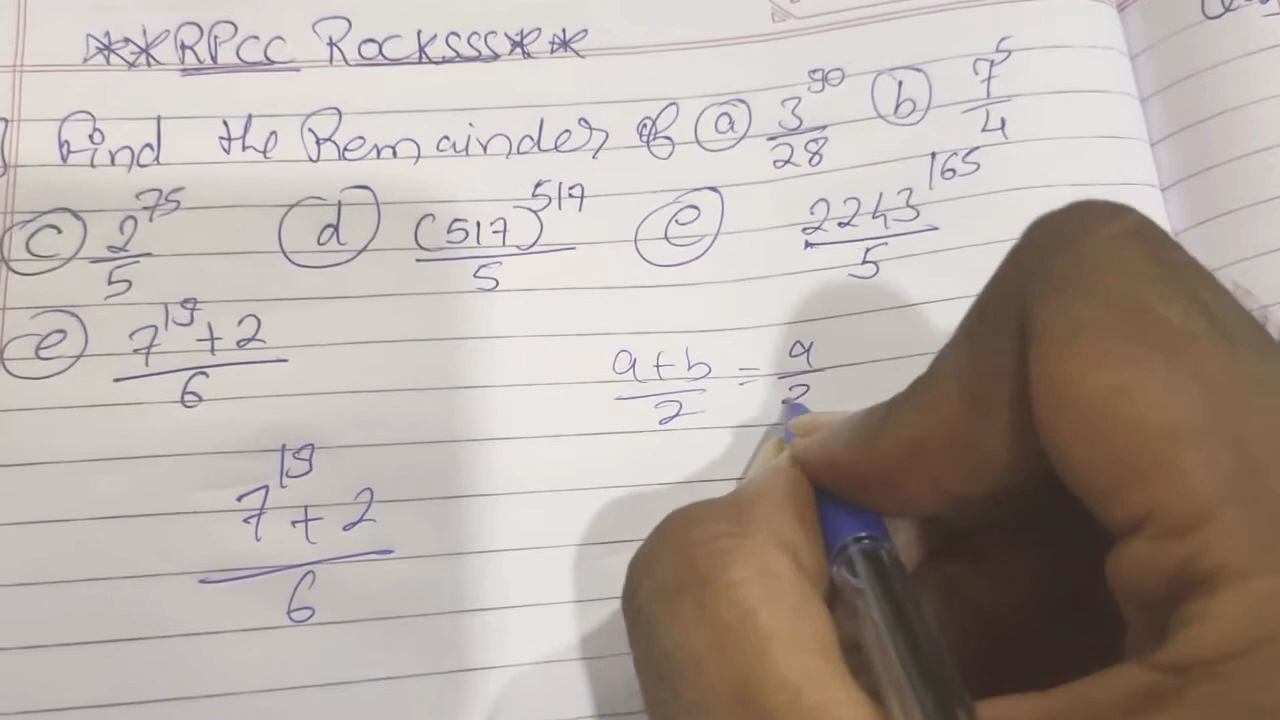 **RPCC ROCKSSS**
Find the Remainder of (a) 3^90/28 (b) 7^5/4
(c) 2^75/5 (d) (517)^517/5 (e) 2243^165/5
(e) 7^19+2/6
a+b/2 = a/2
7^19+2/6